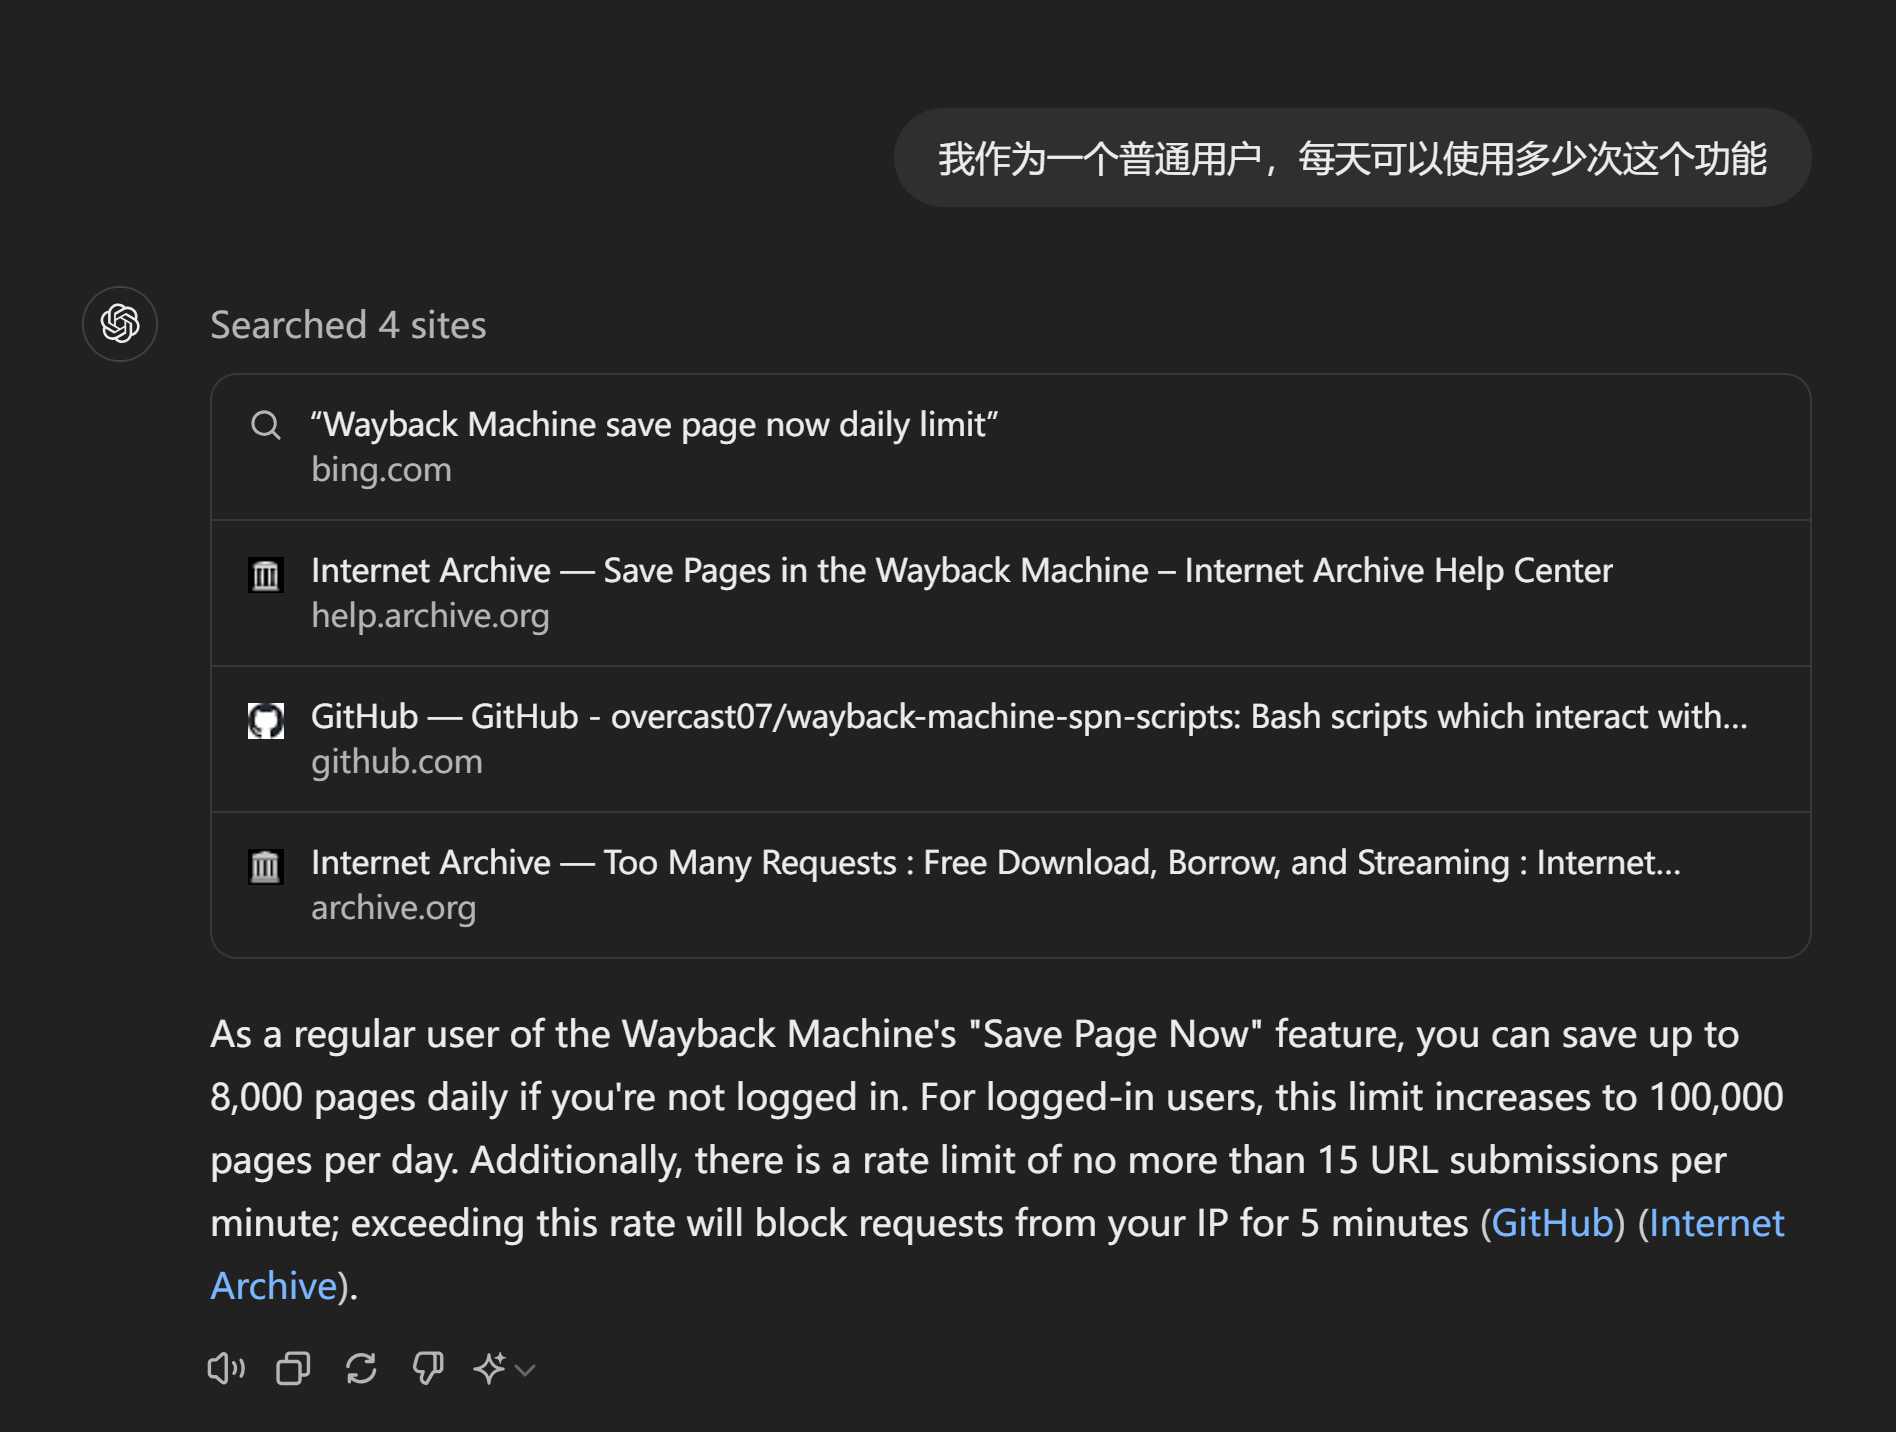 我作为一个普通用户，每天可以使用多少次这个功能
Searched 4 sites
“Wayback Machine save page now daily limit”
bing.com
Internet Archive — Save Pages in the Wayback Machine – Internet Archive Help Center
help.archive.org
GitHub — GitHub - overcast07/wayback-machine-spn-scripts: Bash scripts which interact with...
github.com
Internet Archive — Too Many Requests : Free Download, Borrow, and Streaming : Internet...
archive.org
As a regular user of the Wayback Machine's "Save Page Now" feature, you can save up to
8,000 pages daily if you're not logged in. For logged-in users, this limit increases to 100,000
pages per day. Additionally, there is a rate limit of no more than 15 URL submissions per
minute; exceeding this rate will block requests from your IP for 5 minutes (GitHub) (Internet
Archive).